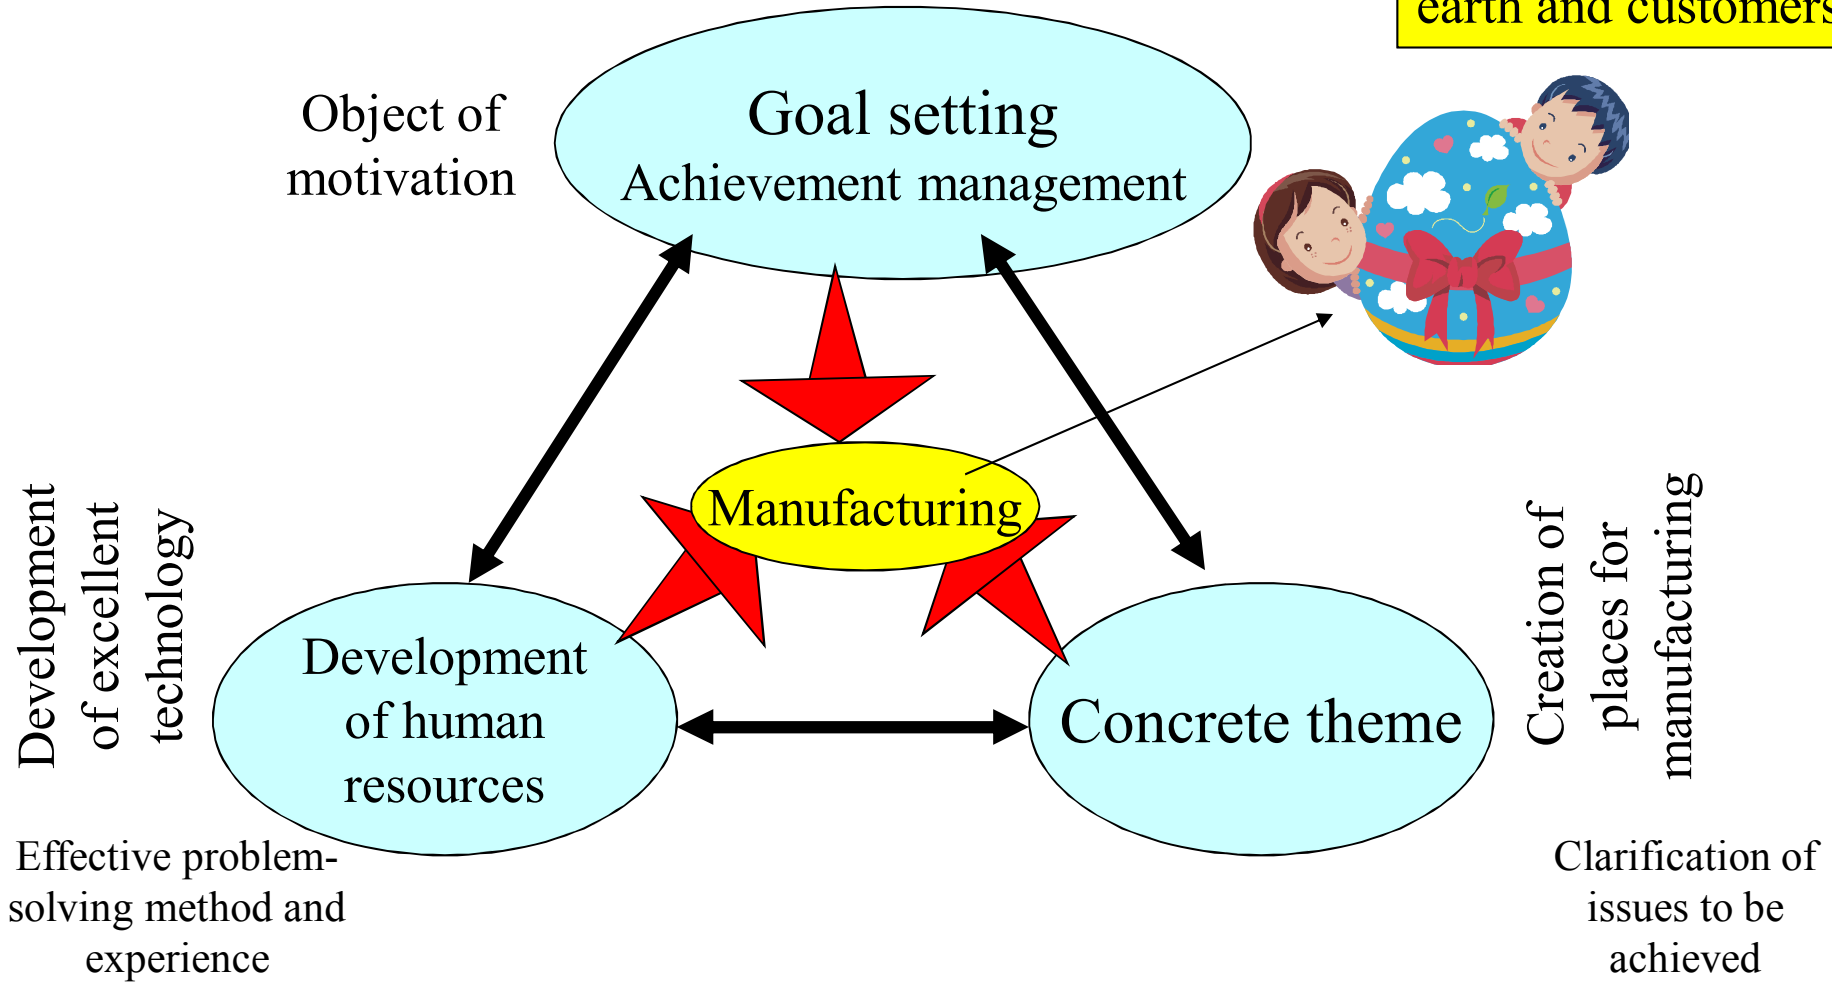 earth and customers
Object of
motivation
Goal setting
Achievement management
Manufacturing
Development
of excellent
technology
Creation of
places for
manufacturing
Development
of human
resources
Concrete theme
Effective problem-
solving method and
experience
Clarification of
issues to be
achieved